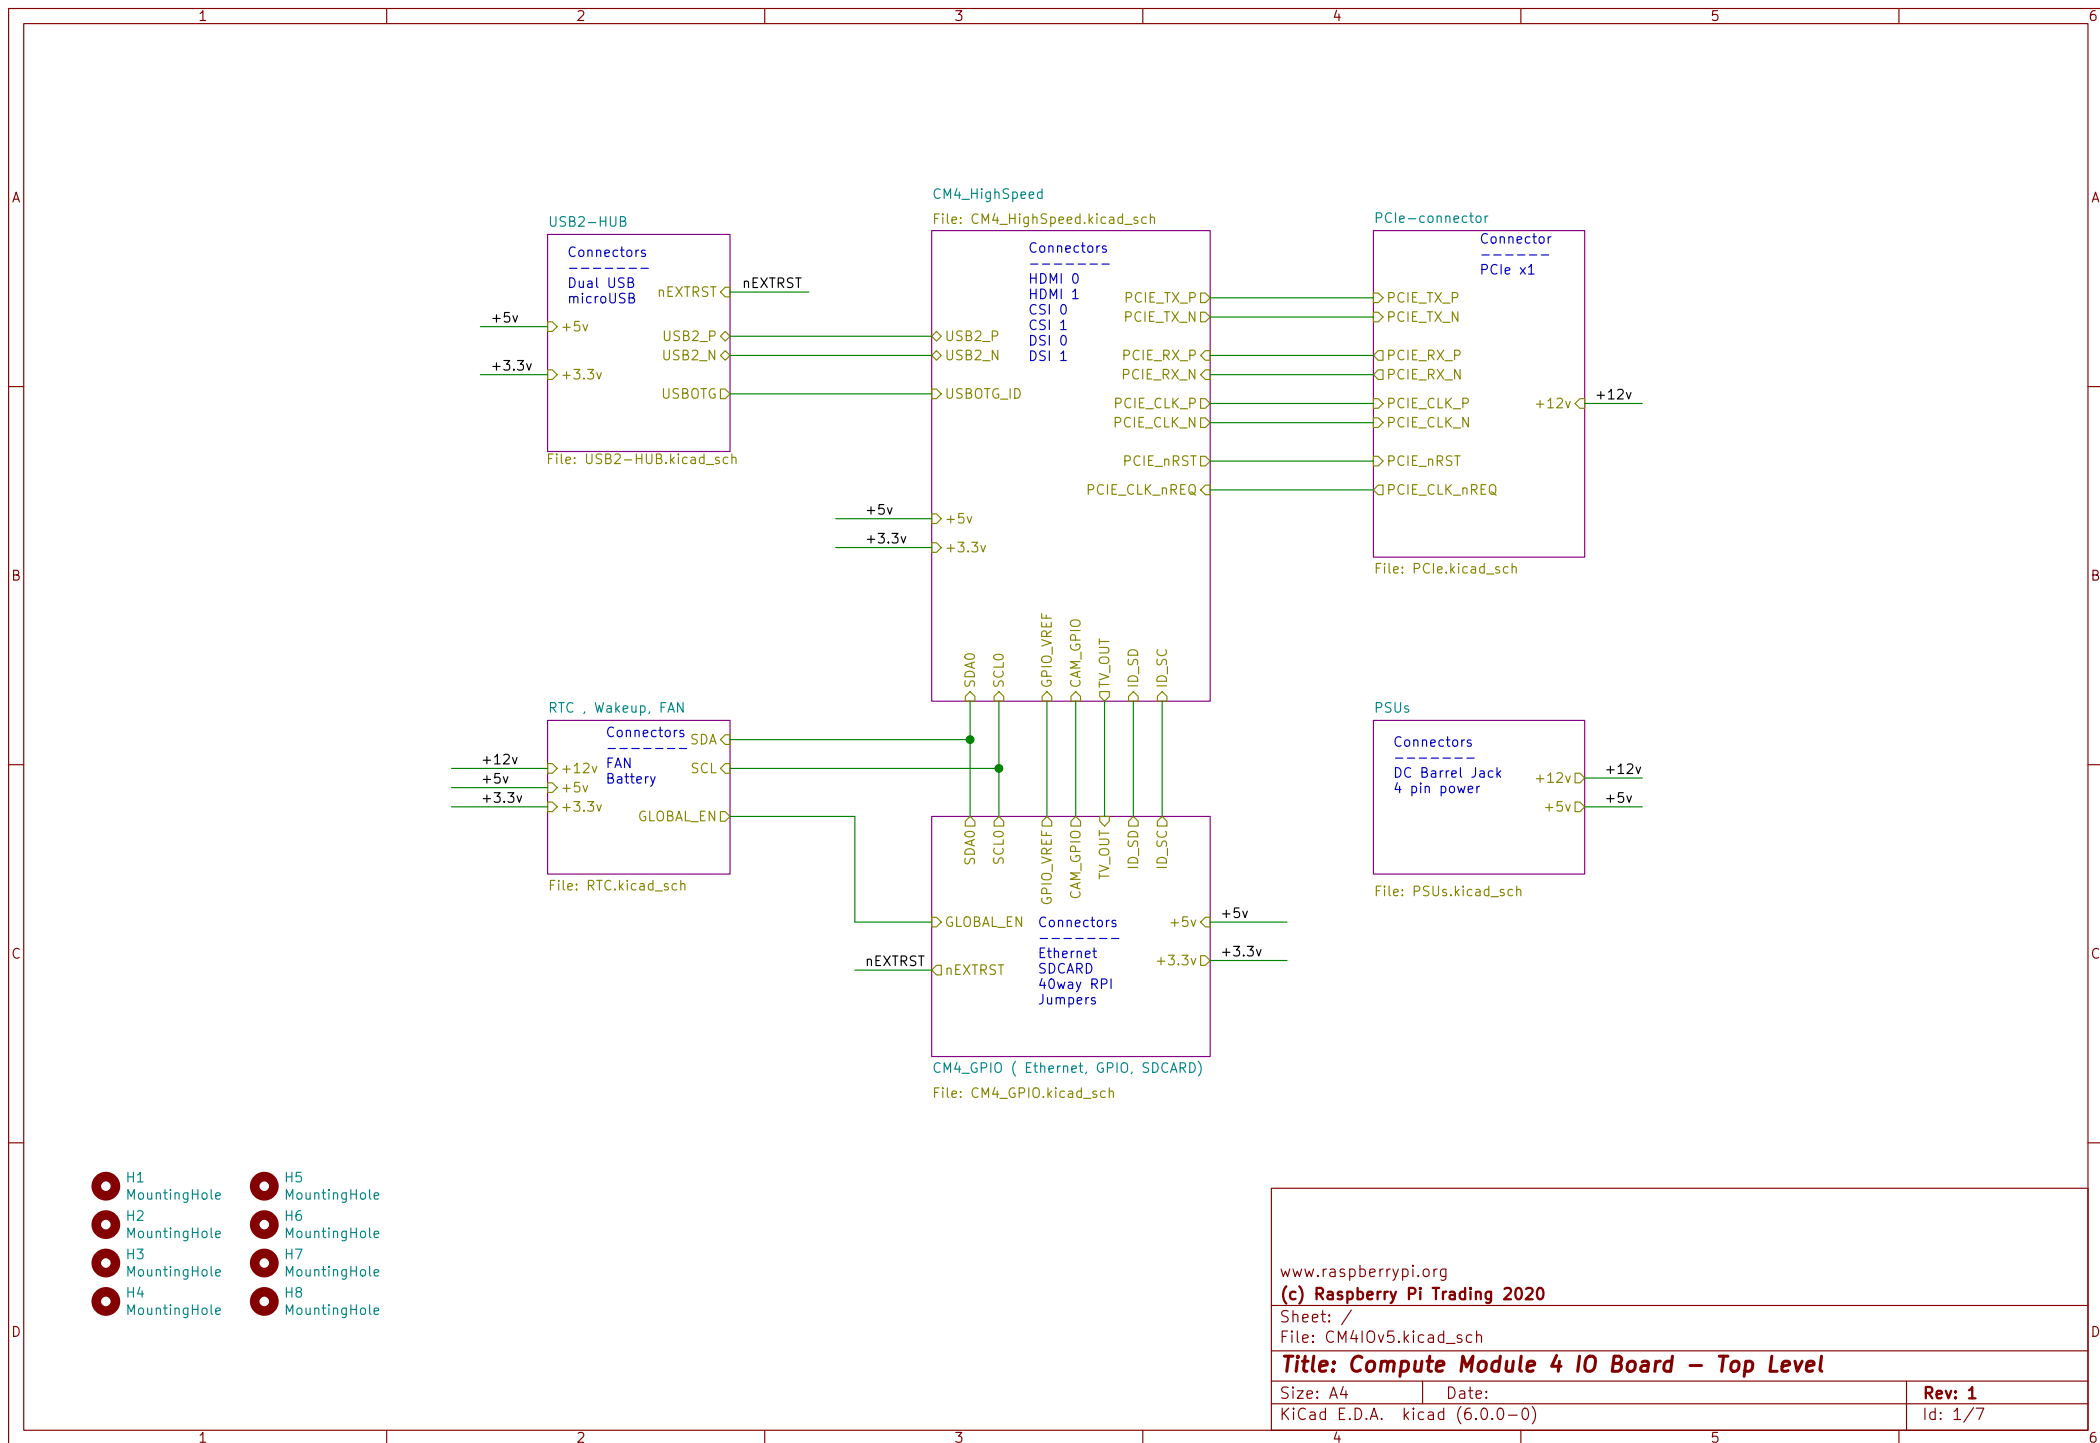 1 2 3 4 5 6
A A
CM4_HighSpeed
File: CM4_HighSpeed.kicad_sch
USB2-HUB
PCIe-connector
Connectors
-------
Dual USB
microUSB
nEXTRST
nEXTRST
+5v
+5v
+3.3v
+3.3v
USB2_P
USB2_N
USBOTG
File: USB2-HUB.kicad_sch
Connectors
-------
HDMI 0
HDMI 1
CSI 0
CSI 1
DSI 0
DSI 1
USB2_P
USB2_N
USBOTG_ID
+5v
+5v
+3.3v
+3.3v
PCIE_TX_P
PCIE_TX_N
PCIE_RX_P
PCIE_RX_N
PCIE_CLK_P
PCIE_CLK_N
PCIE_nRST
PCIE_CLK_nREQ
SDA0
SCL0
GPIO_VREF
CAM_GPIO
TV_OUT
ID_SD
ID_SC
Connector
------
PCIe x1
PCIE_TX_P
PCIE_TX_N
PCIE_RX_P
PCIE_RX_N
PCIE_CLK_P
PCIE_CLK_N
PCIE_nRST
PCIE_CLK_nREQ
+12v
+12v
File: PCIe.kicad_sch
B B
RTC , Wakeup, FAN
Connectors
-------
FAN
Battery
+12v
+12v
+5v
+5v
+3.3v
+3.3v
SDA
SCL
GLOBAL_EN
File: RTC.kicad_sch
PSUs
Connectors
-------
DC Barrel Jack
4 pin power
+12v
+12v
+5v
+5v
File: PSUs.kicad_sch
SDA0
SCL0
GPIO_VREF
CAM_GPIO
TV_OUT
ID_SD
ID_SC
GLOBAL_EN
nEXTRST
nEXTRST
Connectors
-------
Ethernet
SDCARD
40way RPI
Jumpers
+5v
+5v
+3.3v
+3.3v
C C
CM4_GPIO ( Ethernet, GPIO, SDCARD)
File: CM4_GPIO.kicad_sch
H1
MountingHole
H2
MountingHole
H3
MountingHole
H4
MountingHole
H5
MountingHole
H6
MountingHole
H7
MountingHole
H8
MountingHole
D D
www.raspberrypi.org
(c) Raspberry Pi Trading 2020
Sheet: /
File: CM4IOv5.kicad_sch
Title: Compute Module 4 IO Board - Top Level
Size: A4 Date: Rev: 1
KiCad E.D.A. kicad (6.0.0-0) Id: 1/7
1 2 3 4 5 6